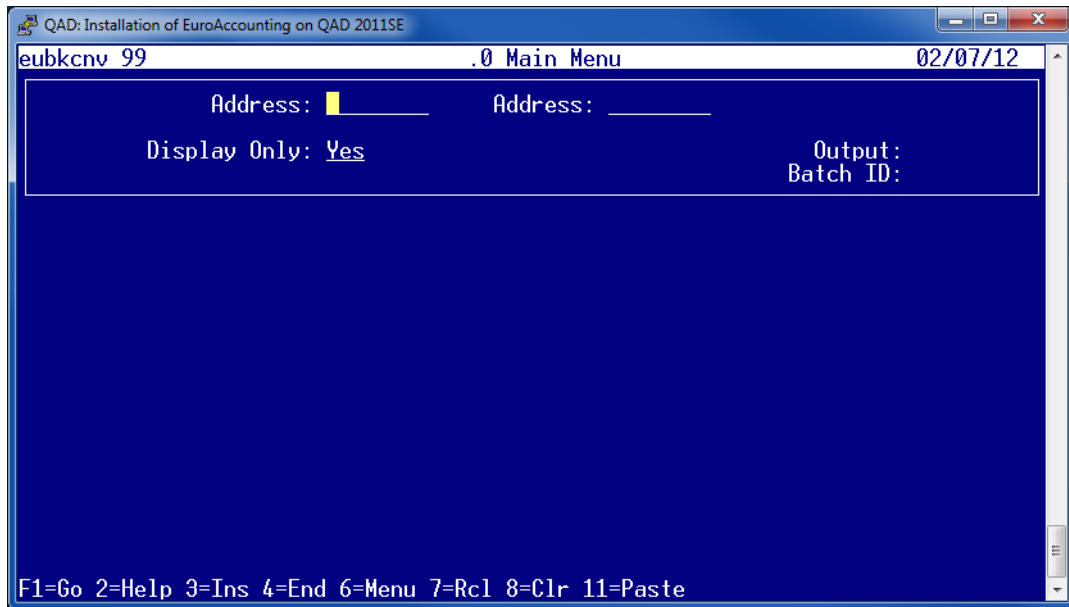 QAD: Installation of EuroAccounting on QAD 2011SE
eubkcnv 99 .0 Main Menu 02/07/12
Address: ________ Address: ________
Display Only: Yes Output:
Batch ID:
F1=Go 2=Help 3=Ins 4=End 6=Menu 7=Rcl 8=Clr 11=Paste